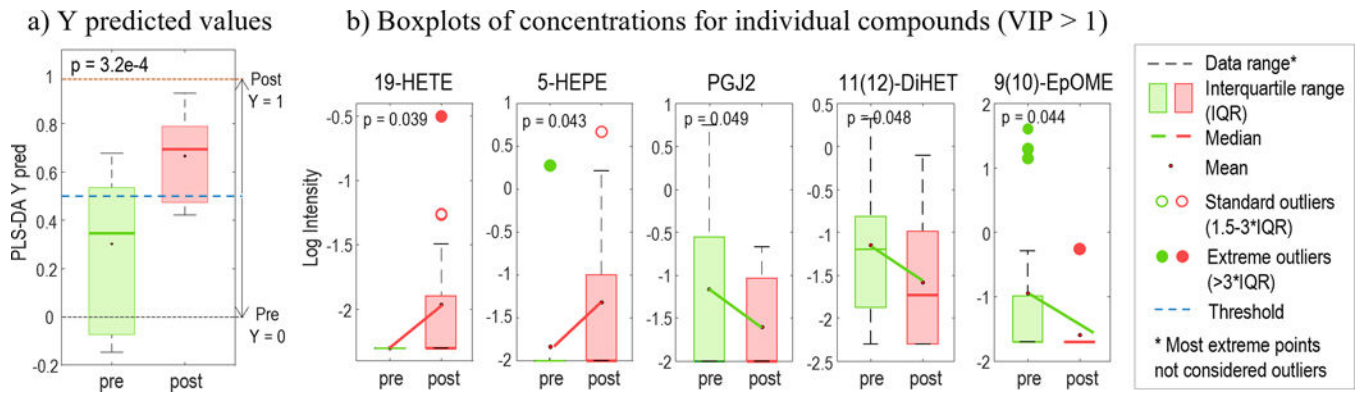 a) Y predicted values
b) Boxplots of concentrations for individual compounds (VIP > 1)
p = 3.2e-4
PLS-DA Y pred
1
0.8
0.6
0.4
0.2
0
-0.2
pre
post
Post
Y = 1
Pre
Y = 0
Log Intensity
19-HETE
p = 0.039
-0.5
-1
-1.5
-2
pre
post
5-HEPE
p = 0.043
1
0.5
0
-0.5
-1
-1.5
-2
pre
post
PGJ2
p = 0.049
1
0.5
0
-0.5
-1
-1.5
-2
pre
post
11(12)-DiHET
p = 0.048
0.5
0
-0.5
-1
-1.5
-2
-2.5
pre
post
9(10)-EpOME
p = 0.044
2
1
0
-1
-2
pre
post
Data range*
Interquartile range
(IQR)
Median
Mean
Standard outliers
(1.5-3*IQR)
Extreme outliers
(>3*IQR)
Threshold
* Most extreme points
not considered outliers